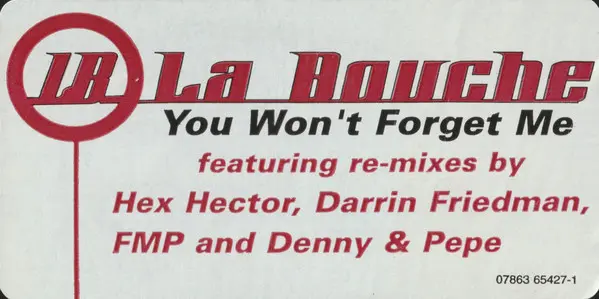 LB La Bouche
You Won't Forget Me
featuring re-mixes by
Hex Hector, Darrin Friedman,
FMP and Denny & Pepe
07863 65427-1